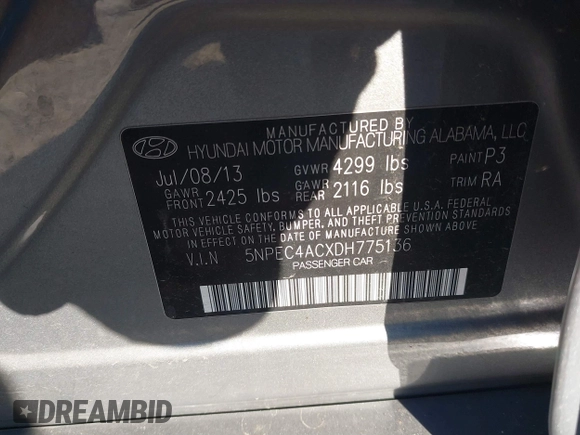 MANUFACTURED BY
HYUNDAI MOTOR MANUFACTURING ALABAMA, LLC
Jul/08/13 GVWR 4299 lbs PAINT P3
GAWR FRONT 2425 lbs GAWR REAR 2116 lbs TRIM RA
THIS VEHICLE CONFORMS TO ALL APPLICABLE U.S.A. FEDERAL
MOTOR VEHICLE SAFETY, BUMPER, AND THEFT PREVENTION
STANDARDS IN EFFECT ON THE DATE OF MANUFACTURE SHOWN ABOVE.
V.I.N 5NPEC4ACXDH775136
PASSENGER CAR
DREAMBID